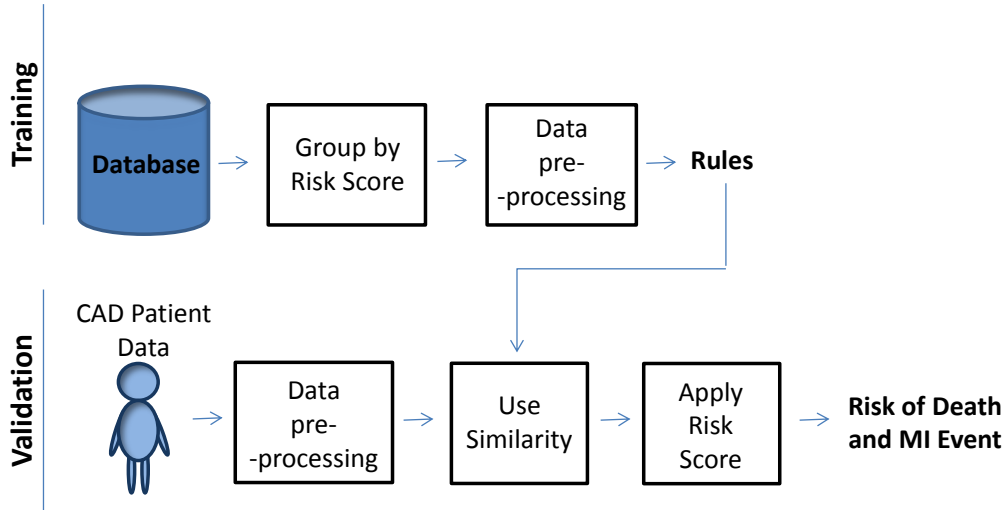 Training
Database
Group by
Risk Score
Data
pre-
-processing
Rules
Validation
CAD Patient
Data
Data
pre-
-processing
Use
Similarity
Apply
Risk
Score
Risk of Death
and MI Event